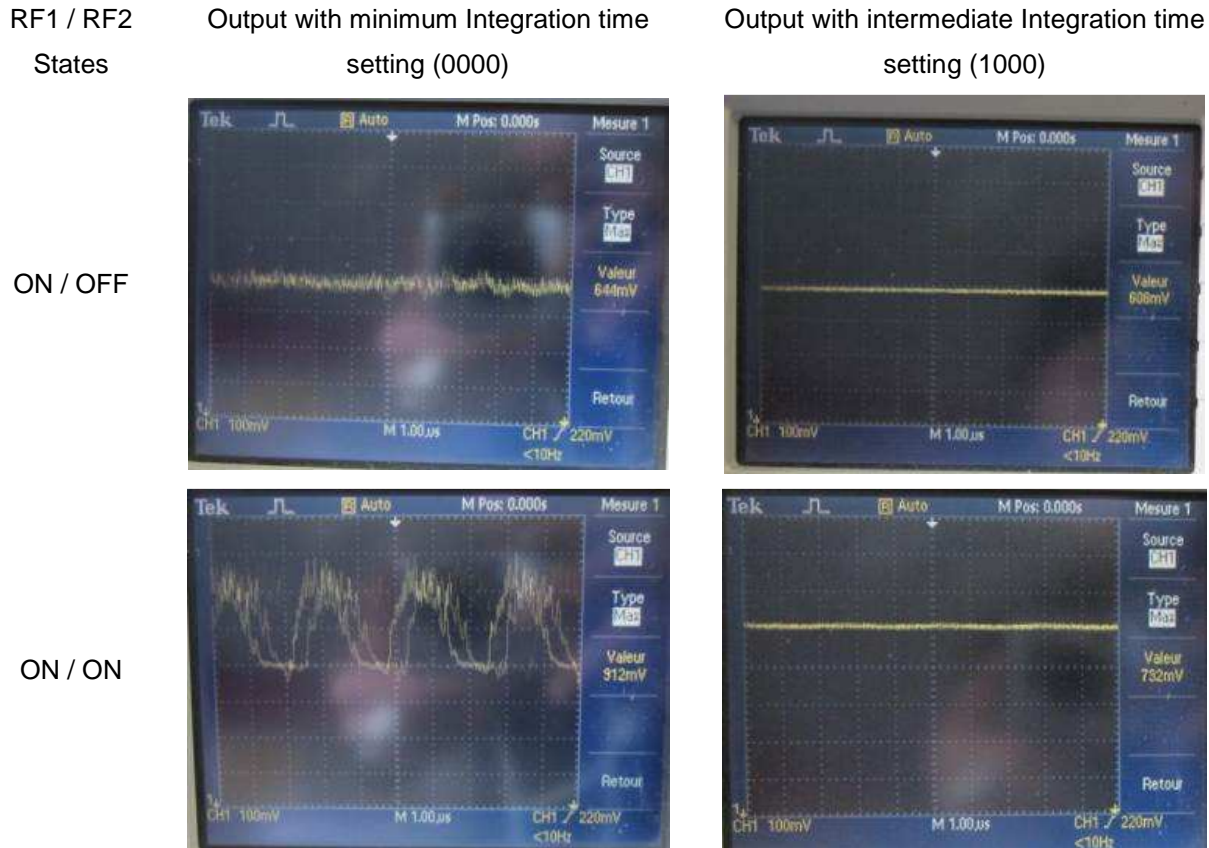 RF1 / RF2
States
Output with minimum Integration time
setting (0000)
Output with intermediate Integration time
setting (1000)
ON / OFF
Tek Auto M Pos: 0.000s Mesure 1
Source
CH1
Type
Max
Valeur
644mV
Retour
CH1 100mV M 1.00µs CH1 220mV
<10Hz
Tek Auto M Pos: 0.000s Mesure 1
Source
CH1
Type
Max
Valeur
608mV
Retour
CH1 100mV M 1.00µs CH1 220mV
<10Hz
ON / ON
Tek Auto M Pos: 0.000s Mesure 1
Source
CH1
Type
Max
Valeur
912mV
Retour
CH1 100mV M 1.00µs CH1 220mV
<10Hz
Tek Auto M Pos: 0.000s Mesure 1
Source
CH1
Type
Max
Valeur
732mV
Retour
CH1 100mV M 1.00µs CH1 220mV
<10Hz